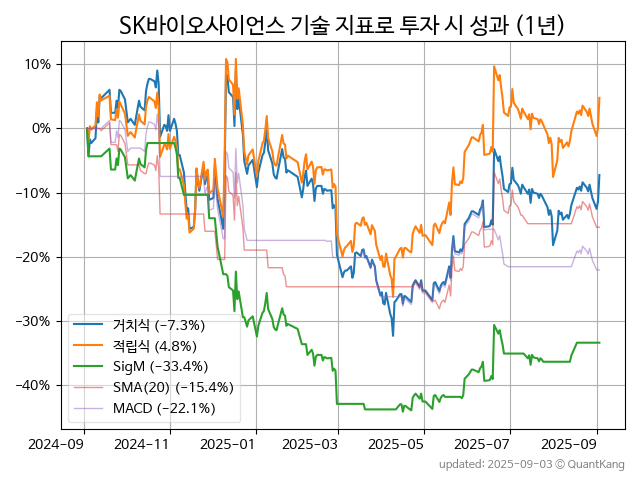 SK바이오사이언스 기술 지표로 투자 시 성과 (1년)
10%
0%
−10%
−20%
−30%
−40%
거치식 (−7.3%)
적립식 (4.8%)
SigM (−33.4%)
SMA(20) (−15.4%)
MACD (−22.1%)
2024-09 2024-11 2025-01 2025-03 2025-05 2025-07 2025-09
updated: 2025-09-03 © QuantKang